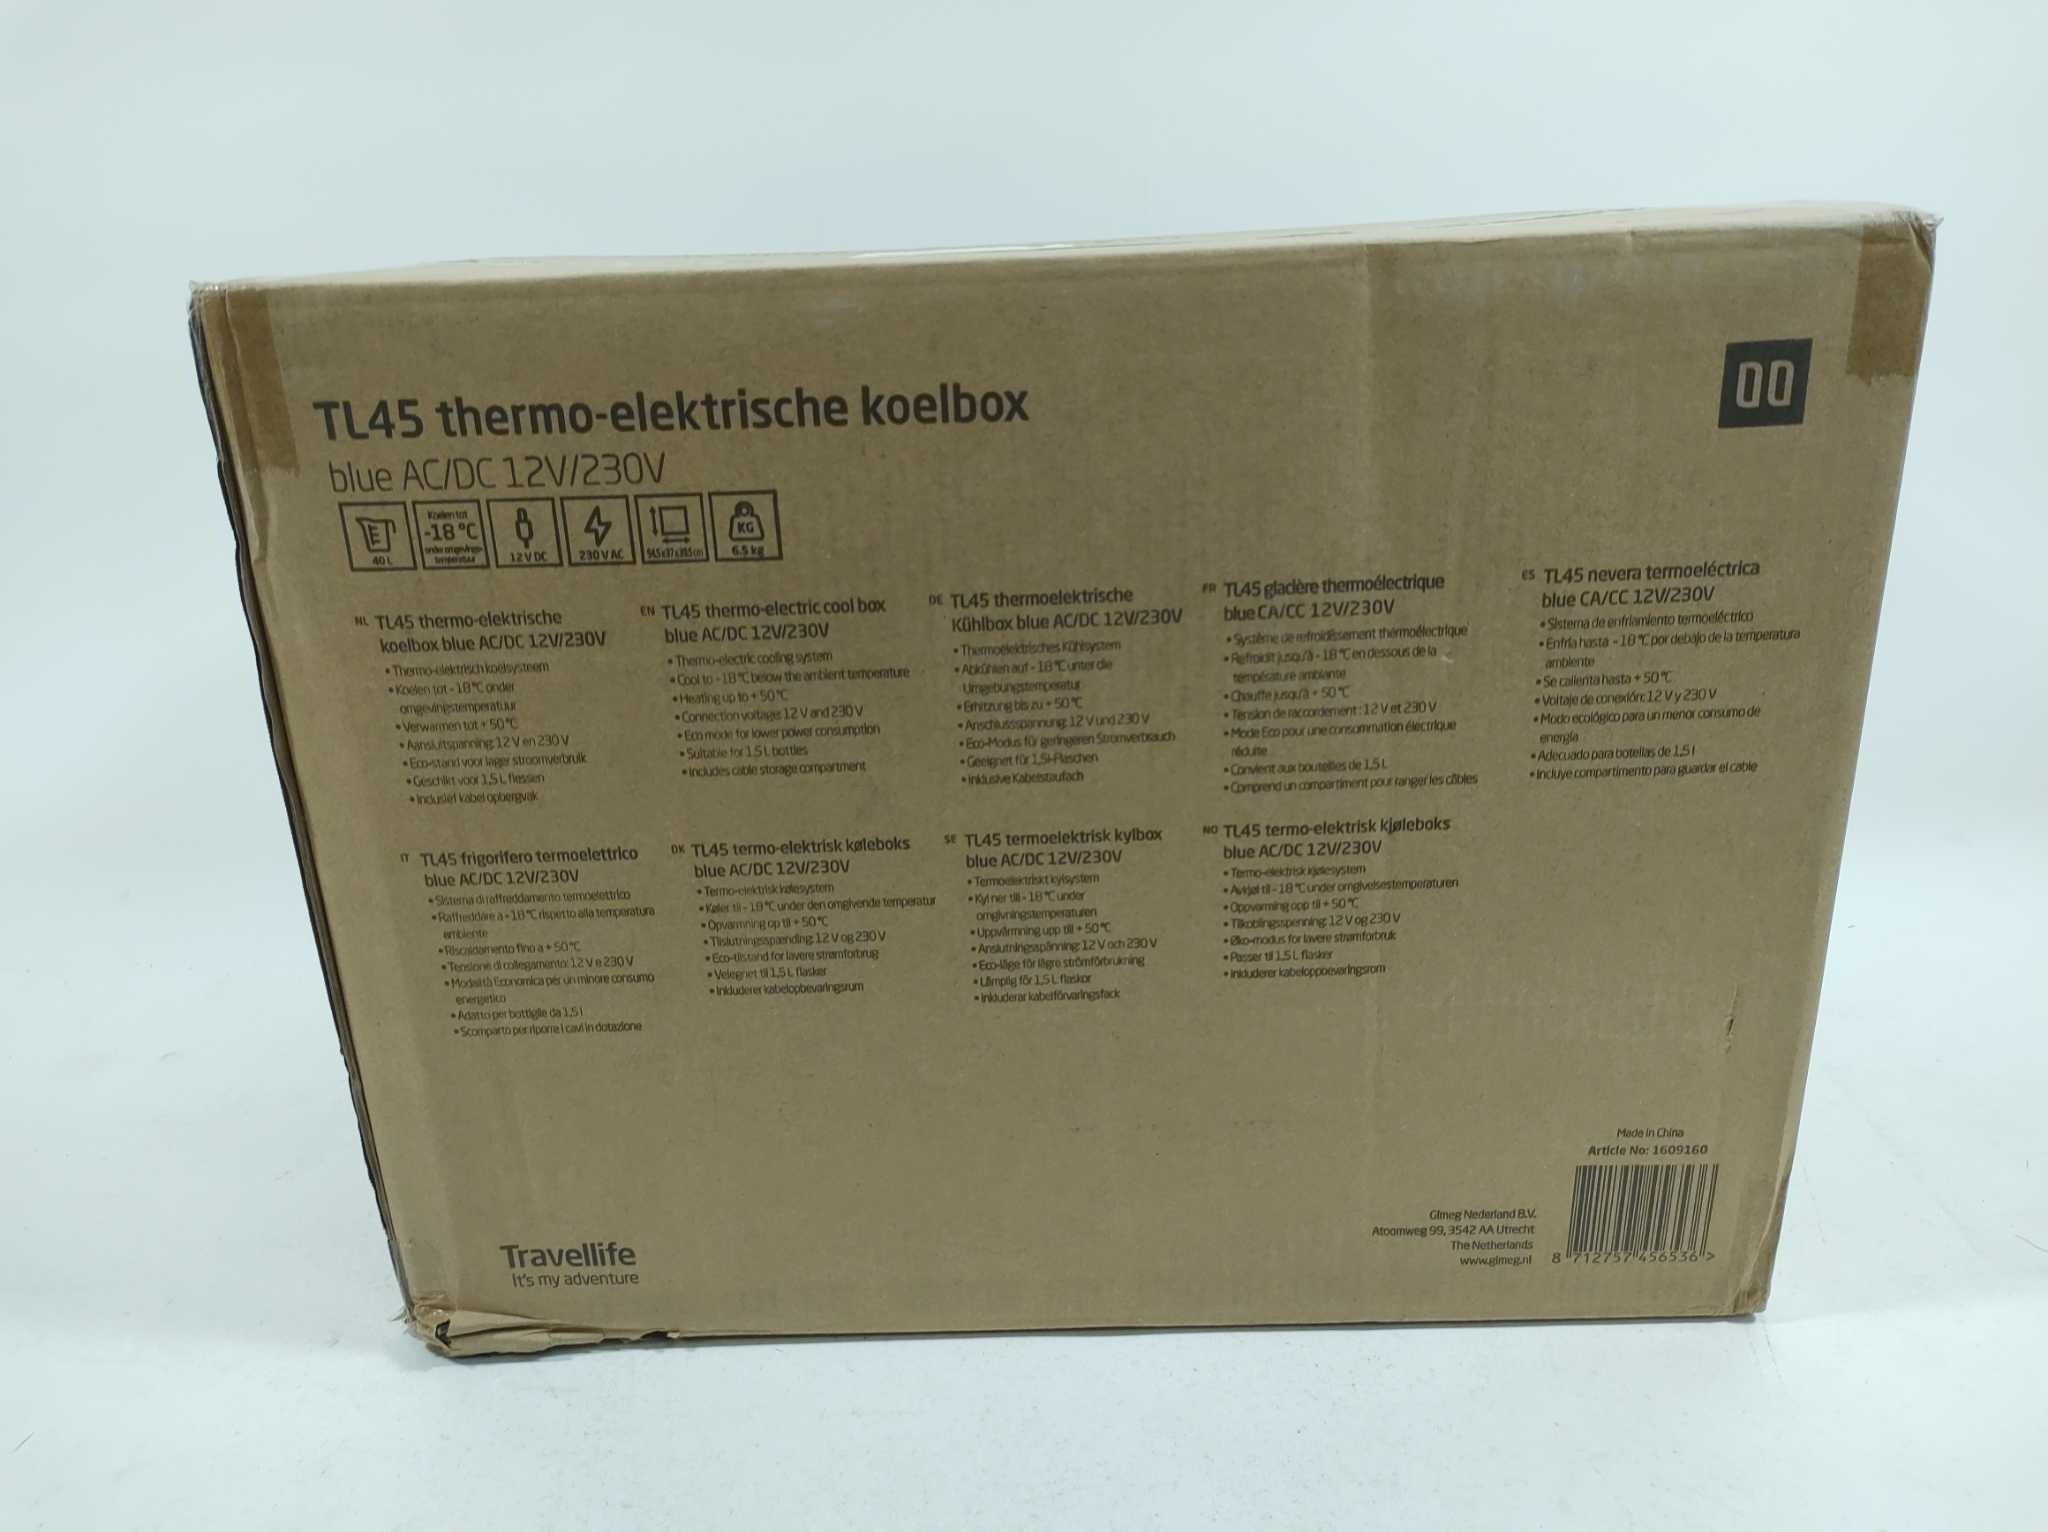 TL45 thermo-elektrische koelbox
blue AC/DC 12V/230V
40 L
Koelen tot
-18 °C
onder omgevings-
temperatuur
12 V DC
230 V AC
KG
6.5 kg
NL TL45 thermo-elektrische
koelbox blue AC/DC 12V/230V
• Thermo-elektrisch koelsysteem
• Koelen tot - 18 °C onder
omgevingstemperatuur
• Verwarmen tot + 50 °C
• Aansluitspanning: 12 V en 230 V
• Eco-stand voor lager stroomverbruik
• Geschikt voor 1,5 L flessen
• Inclusief kabel opbergvak
EN TL45 thermo-electric cool box
blue AC/DC 12V/230V
• Thermo-electric cooling system
• Cool to - 18 °C below the ambient temperature
• Heating up to + 50 °C
• Connection voltage: 12 V and 230 V
• Eco mode for lower power consumption
• Suitable for 1,5 L bottles
• Includes cable storage compartment
DE TL45 thermoelektrische
Kühlbox blue AC/DC 12V/230V
• Thermoelektrisches Kühlsystem
• Abkühlen auf - 18 °C unter die
Umgebungstemperatur
• Erhitzung bis zu + 50 °C
• Anschlussspannung: 12 V und 230 V
• Eco-Modus für geringeren Stromverbrauch
• Geeignet für 1,5l-Flaschen
• Inklusive Kabelstaufach
FR TL45 glacière thermoélectrique
blue CA/CC 12V/230V
• Système de refroidissement thermoélectrique
• Refroidit jusqu'à - 18 °C en dessous de la
température ambiante
• Chauffe jusqu'à + 50 °C
• Tension de raccordement : 12 V et 230 V
• Mode Eco pour une consommation électrique
réduite
• Convient aux bouteilles de 1,5 L
• Comprend un compartiment pour ranger les câbles
ES TL45 nevera termoeléctrica
blue CA/CC 12V/230V
• Sistema de enfriamiento termoeléctrico
• Enfría hasta - 18 °C por debajo de la temperatura
ambiente
• Se calienta hasta + 50 °C
• Voltaje de conexión: 12 V y 230 V
• Modo ecológico para un menor consumo de
energía
• Adecuado para botellas de 1,5 l
• Incluye compartimento para guardar el cable
IT TL45 frigorifero termoelettrico
blue AC/DC 12V/230V
• Sistema di raffreddamento termoelettrico
• Raffreddare a - 18 °C rispetto alla temperatura
ambiente
• Riscaldamento fino a + 50 °C
• Tensione di collegamento: 12 V e 230 V
• Modalità Economica per un minore consumo
energetico
• Adatto per bottiglie da 1,5 l
• Scomparto per riporre i cavi in dotazione
DK TL45 termo-elektrisk køleboks
blue AC/DC 12V/230V
• Termo-elektrisk kølesystem
• Køler til - 18 °C under den omgivende temperatur
• Opvarmning op til + 50 °C
• Tilslutningsspænding: 12 V og 230 V
• Eco-tilstand for lavere strømforbrug
• Velegnet til 1,5 L flasker
• Inkluderer kabelopbevaringsrum
SE TL45 termoelektrisk kylbox
blue AC/DC 12V/230V
• Termoelektriskt kylsystem
• Kyl ner till - 18 °C under
omgivningstemperaturen
• Uppvärmning upp till + 50 °C
• Anslutningsspänning: 12 V och 230 V
• Eco-läge för lägre strömförbrukning
• Lämplig för 1,5 L flaskor
• Inkluderar kabelförvaringsfack
NO TL45 termo-elektrisk kjøleboks
blue AC/DC 12V/230V
• Termo-elektrisk kjølesystem
• Avkjøl til - 18 °C under omgivelsestemperaturen
• Oppvarming opp til + 50 °C
• Tilkoblingsspenning: 12 V og 230 V
• Øko-modus for lavere strømforbruk
• Passer til 1,5 L flasker
• Inkluderer kabeloppbevaringsrom
Travellife
It's my adventure
Made in China
Article No: 1609160
Gimeg Nederland B.V.
Atoomweg 99, 3542 AA Utrecht
The Netherlands
www.gimeg.nl
8 712757 456536 >